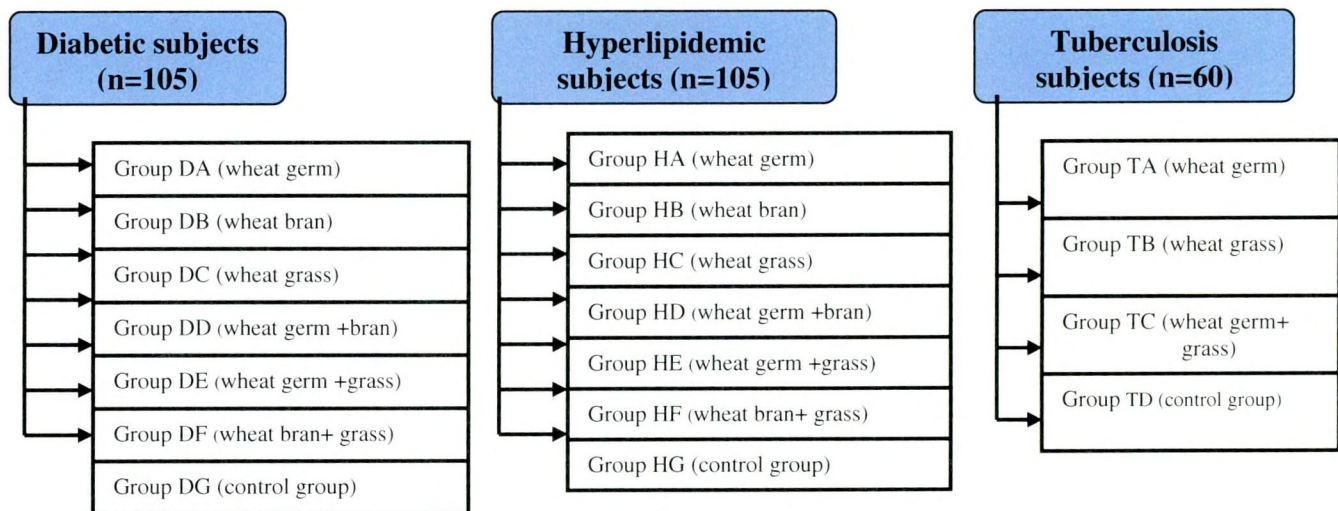 Diabetic subjects
(n=105)
Group DA (wheat germ)
Group DB (wheat bran)
Group DC (wheat grass)
Group DD (wheat germ +bran)
Group DE (wheat germ +grass)
Group DF (wheat bran+ grass)
Group DG (control group)
Hyperlipidemic
subjects (n=105)
Group HA (wheat germ)
Group HB (wheat bran)
Group HC (wheat grass)
Group HD (wheat germ +bran)
Group HE (wheat germ +grass)
Group HF (wheat bran+ grass)
Group HG (control group)
Tuberculosis
subjects (n=60)
Group TA (wheat germ)
Group TB (wheat grass)
Group TC (wheat germ+
grass)
Group TD (control group)